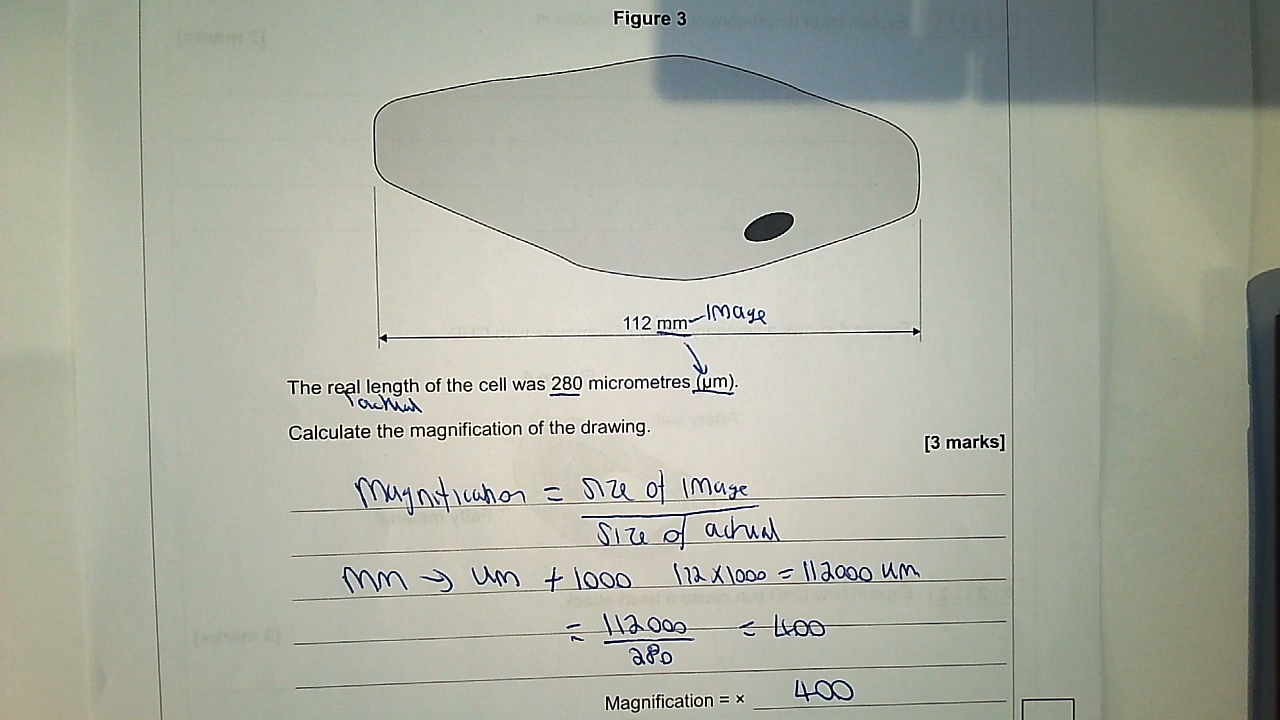 Figure 3
112 mm - Image
The real length of the cell was 280 micrometres (µm).
actual
Calculate the magnification of the drawing.
[3 marks]
Magnification = size of image
size of actual
mm → um + 1000 112 X 1000 = 112000 um
= 112000 = 400
280
Magnification = × 400